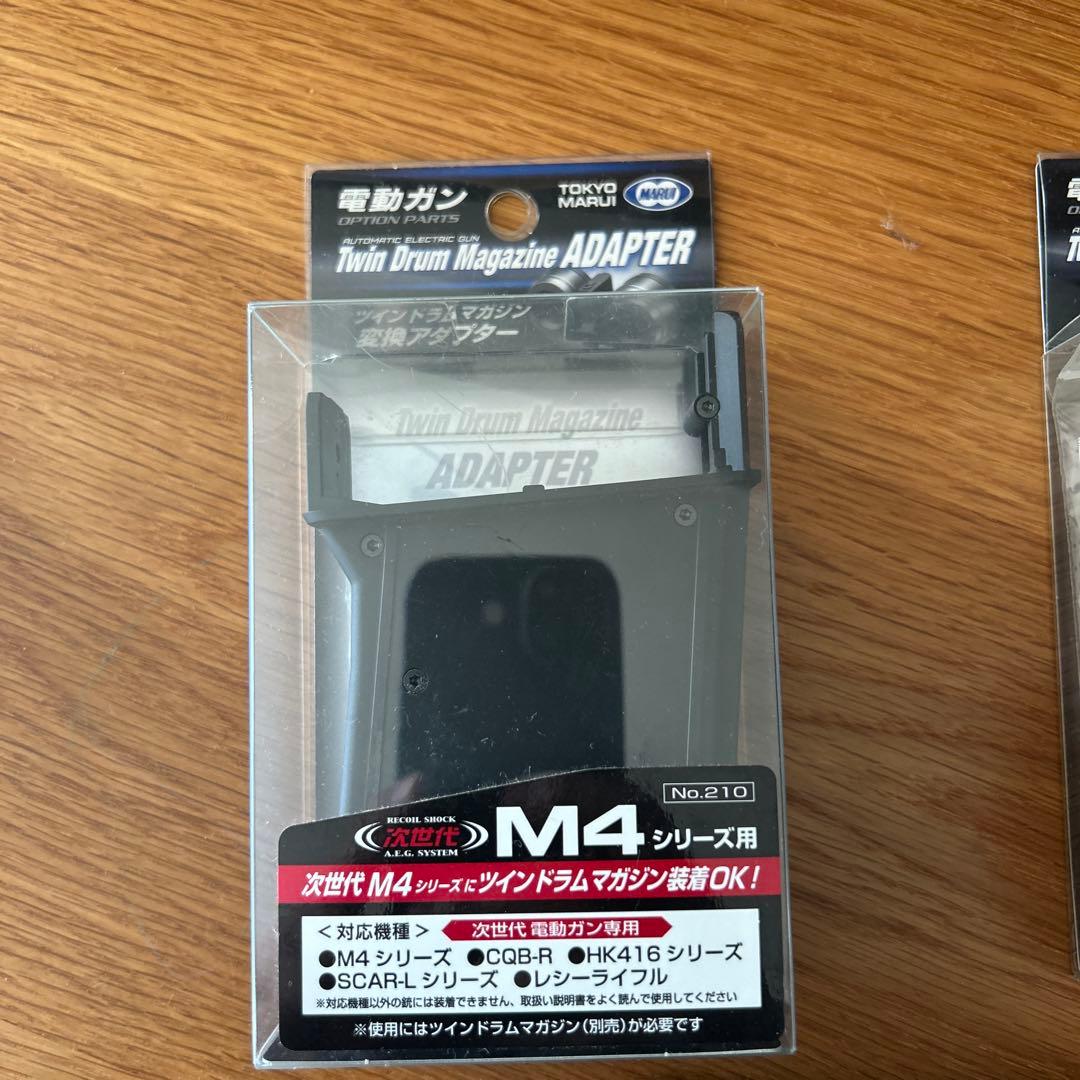 電動ガン
OPTION PARTS
TOKYO
MARUI
MARUI
AUTOMATIC ELECTRIC GUN
Twin Drum Magazine ADAPTER
ツインドラムマガジン
変換アダプター
Twin Drum Magazine
ADAPTER
No.210
RECOIL SHOCK
次世代
A.E.G. SYSTEM
M4 シリーズ用
次世代 M4 シリーズにツインドラムマガジン装着OK!
<対応機種> 次世代 電動ガン専用
●M4 シリーズ ●CQB-R ●HK416 シリーズ
●SCAR-L シリーズ ●レシーライフル
※対応機種以外の銃には装着できません、取扱い説明書をよく読んで使用してください
※使用にはツインドラムマガジン(別売)が必要です